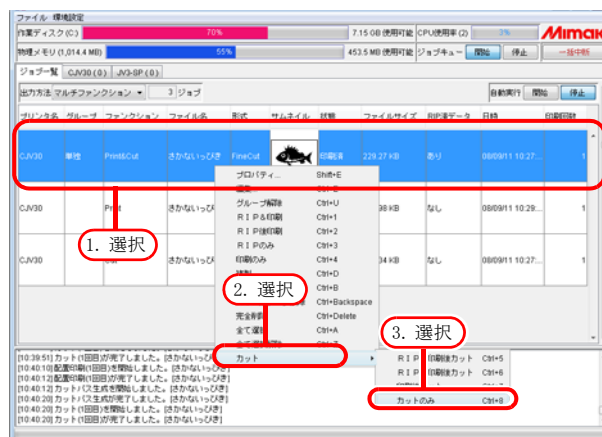 ファイル 環境設定
作業ディスク(C:) 70% 7.15 GB 使用可能 CPU使用率 (2) 3% Mimaki
物理メモリ (1,014.4 MB) 55% 453.5 MB 使用可能 ジョブキュー 開始 停止 一括中断
ジョブ一覧 CJV30 ( 0 ) JV3-SP ( 0 )
出力方法 マルチファンクション 3 ジョブ 自動実行 開始 停止
プリンタ名 グループ ファンクション ファイル名 形式 サムネイル 状態 ファイルサイズ RIP済データ 日時 印刷回数
CJV30 単独 Print&Cut さかないっぴき FineCut 印刷済 229.27 KB あり 08/09/11 10:27... 1
プロパティ... Shift+E
Ctrl+E
グループ解除 Ctrl+U
CJV30 さかないっぴ 98 KB なし 08/09/11 10:29... 1
ＲＩＰ＆印刷 Ctrl+1
ＲＩＰ後印刷 Ctrl+2
1. 選択
ＲＩＰのみ Ctrl+3
CJV30 さかないっぴ 34 KB なし 08/09/11 10:27... 1
印刷のみ Ctrl+4
Ctrl+D
2. 選択
Ctrl+B
Ctrl+Backspace
完全削除 Ctrl+Delete
全て選択 Ctrl+A
3. 選択
カット
[10:39:51] カット(1回目)が完了しました。[さかないっぴき]
[10:40:10] 配置印刷(1回目)を開始しました。[さかないっぴき]
[10:40:12] 配置印刷(1回目)が完了しました。[さかないっぴき]
[10:40:12] カットパス生成を開始しました。[さかないっぴき]
[10:40:20] カットパス生成が完了しました。[さかないっぴき]
[10:40:20] カット(1回目)を開始しました。[さかないっぴき]
[10:40:20] カット(1回目)が完了しました。[さかないっぴき]
ＲＩＰ 印刷後カット Ctrl+5
ＲＩＰ 印刷後カット Ctrl+6
カットのみ Ctrl+8